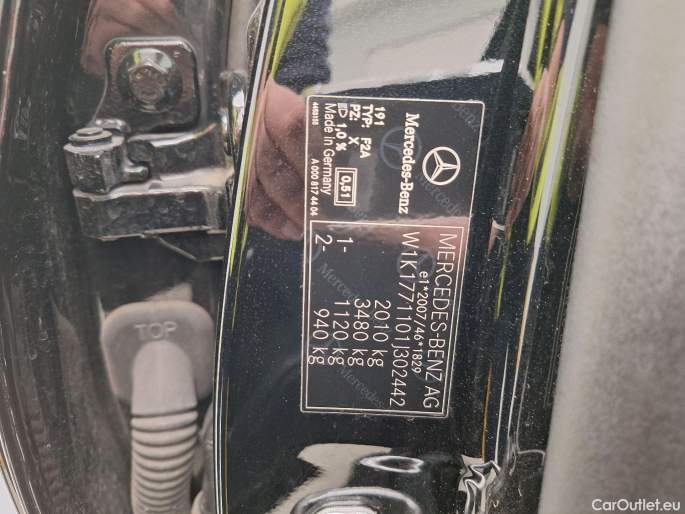 MERCEDES-BENZ AG
e1*2007/46*1829
W1K1771101J302442
2010 kg
3480 kg
1- 1120 kg
2- 940 kg
Mercedes-Benz
191
TYP: F2A
PZ: X
1,0 %
0,51
Made in Germany
A 000 817 44 04
TOP
CarOutlet.eu